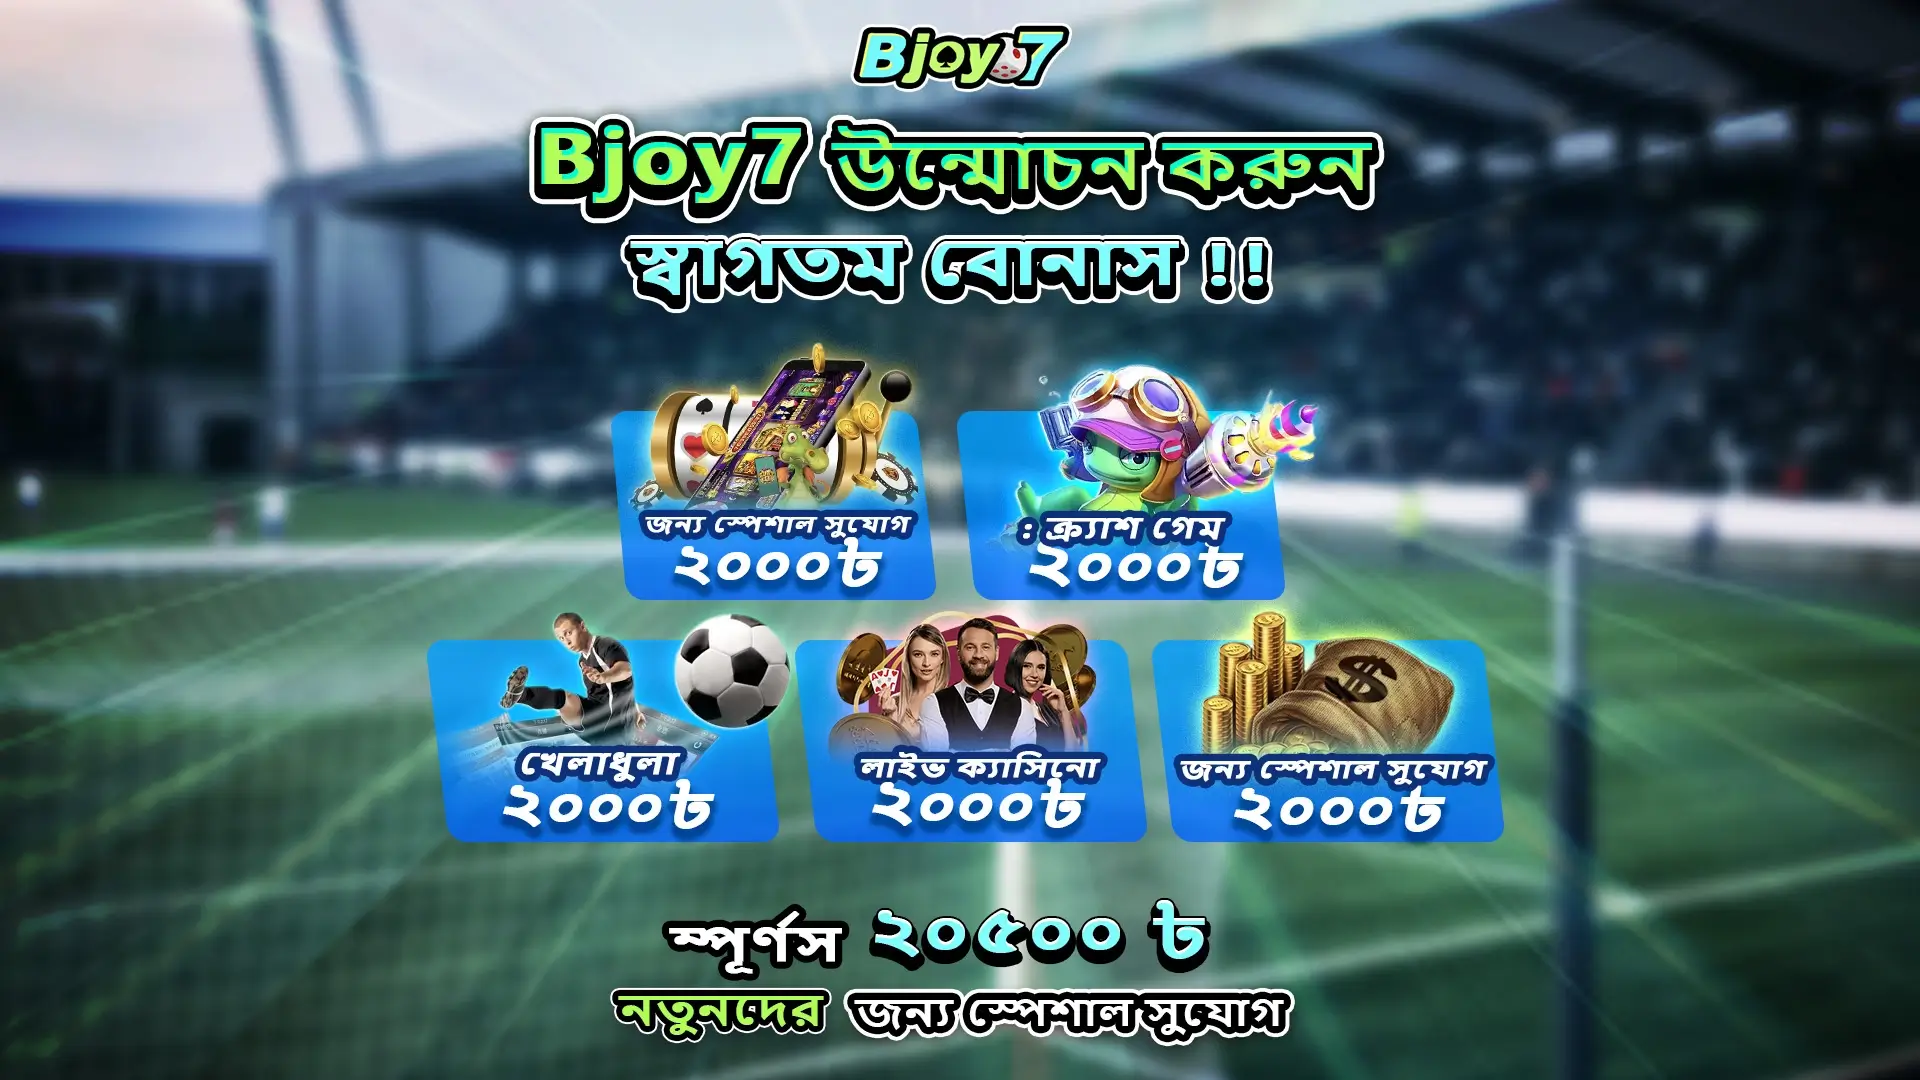 Bjoy7
Bjoy7 উন্মোচন করুন
স্বাগতম বোনাস !!
জন্য স্পেশাল সুযোগ
২০০০৳
: ক্র্যাশ গেম
২০০০৳
খেলাধুলা
২০০০৳
লাইভ ক্যাসিনো
২০০০৳
জন্য স্পেশাল সুযোগ
২০০০৳
স্পূর্ণস ২০৫০০ ৳
নতুনদের জন্য স্পেশাল সুযোগ